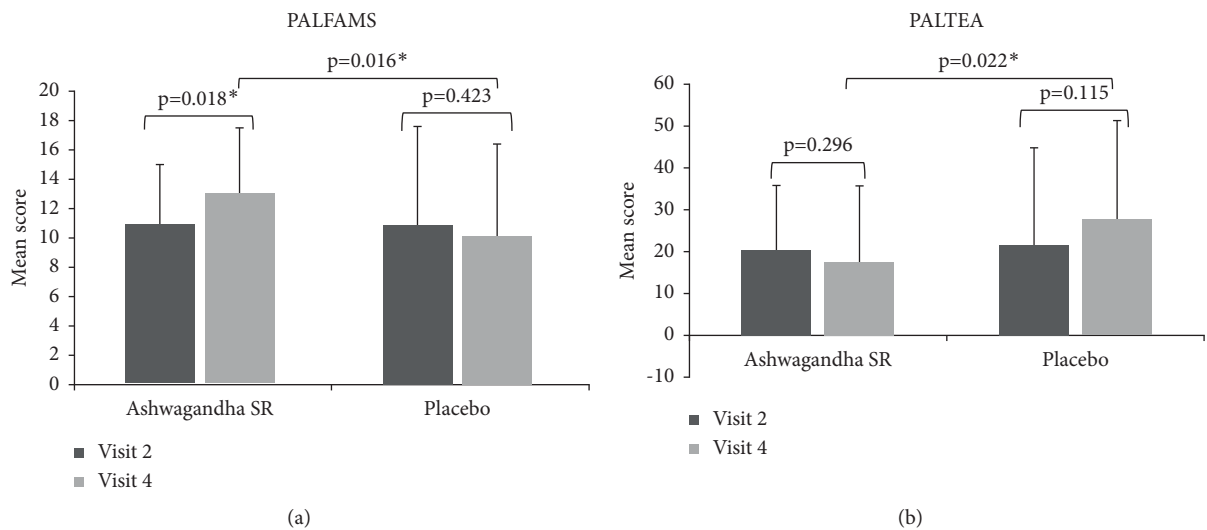 PALFAMS
p=0.016*
p=0.018*
p=0.423
20
18
16
14
12
10
8
6
4
2
0
Mean score
Ashwagandha SR
Placebo
Visit 2
Visit 4
(a)
PALTEA
p=0.022*
p=0.115
p=0.296
60
50
40
30
20
10
0
-10
Mean score
Ashwagandha SR
Placebo
Visit 2
Visit 4
(b)